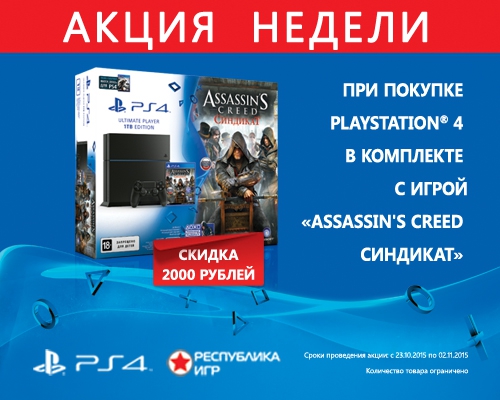 АКЦИЯ НЕДЕЛИ
ПРИ ПОКУПКЕ
PLAYSTATION® 4
В КОМПЛЕКТЕ
С ИГРОЙ
«ASSASSIN'S CREED
СИНДИКАТ»
PS4
ULTIMATE PLAYER
1TB EDITION
ASSASSIN'S
CREED
СИНДИКАТ
18+
СКИДКА
2000 РУБЛЕЙ
PS4
РЕСПУБЛИКА
ИГР
Сроки проведения акции: с 23.10.2015 по 02.11.2015
Количество товара ограничено